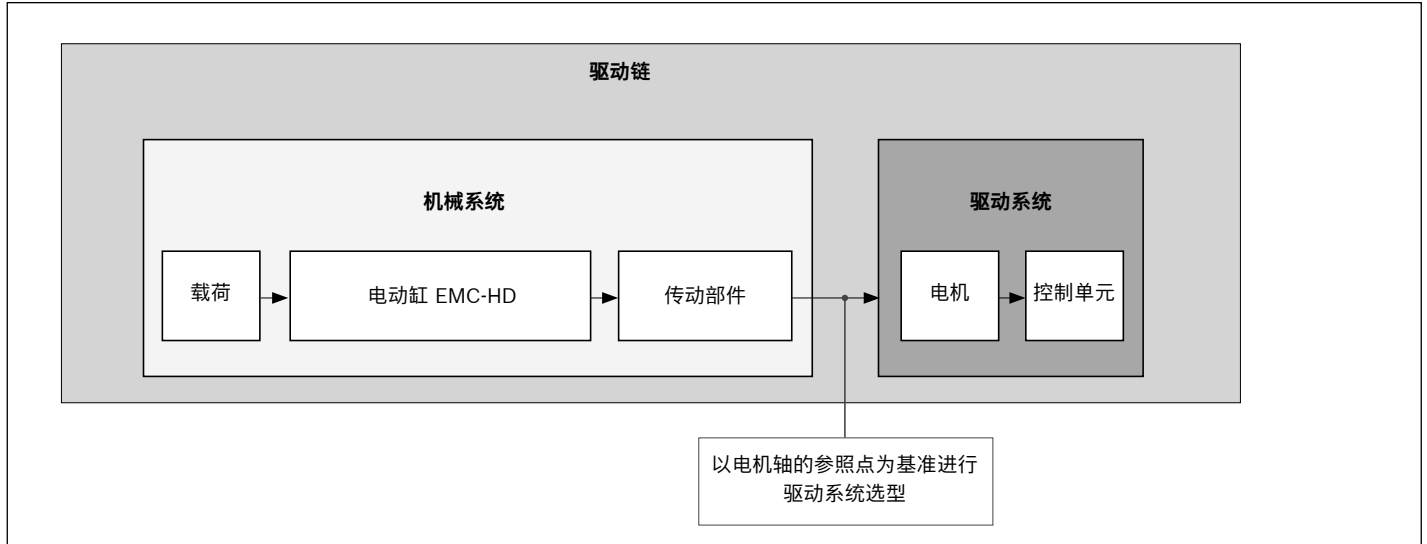 驱动链
机械系统
驱动系统
载荷
电动缸 EMC-HD
传动部件
电机
控制单元
以电机轴的参照点为基准进行
驱动系统选型